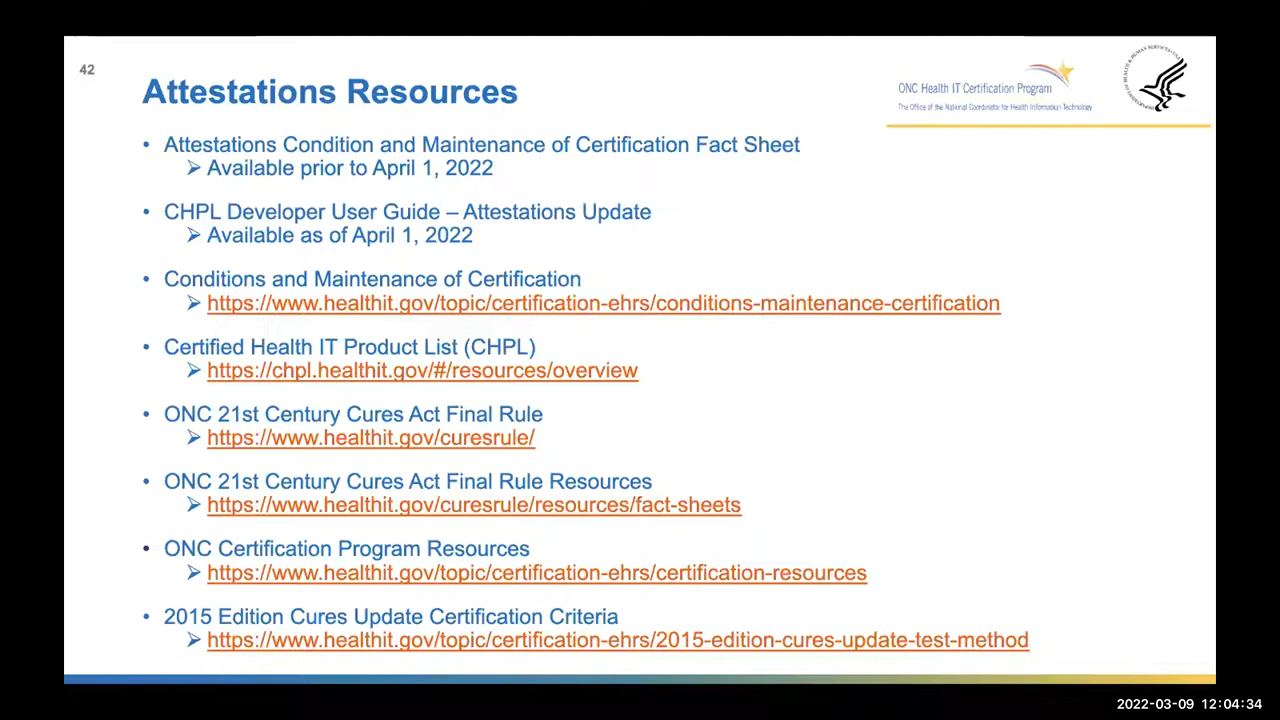 42
Attestations Resources
ONC Health IT Certification Program
The Office of the National Coordinator for Health Information Technology
• Attestations Condition and Maintenance of Certification Fact Sheet
➢ Available prior to April 1, 2022
• CHPL Developer User Guide – Attestations Update
➢ Available as of April 1, 2022
• Conditions and Maintenance of Certification
➢ https://www.healthit.gov/topic/certification-ehrs/conditions-maintenance-certification
• Certified Health IT Product List (CHPL)
➢ https://chpl.healthit.gov/#/resources/overview
• ONC 21st Century Cures Act Final Rule
➢ https://www.healthit.gov/curesrule/
• ONC 21st Century Cures Act Final Rule Resources
➢ https://www.healthit.gov/curesrule/resources/fact-sheets
• ONC Certification Program Resources
➢ https://www.healthit.gov/topic/certification-ehrs/certification-resources
• 2015 Edition Cures Update Certification Criteria
➢ https://www.healthit.gov/topic/certification-ehrs/2015-edition-cures-update-test-method
2022-03-09 12:04:34